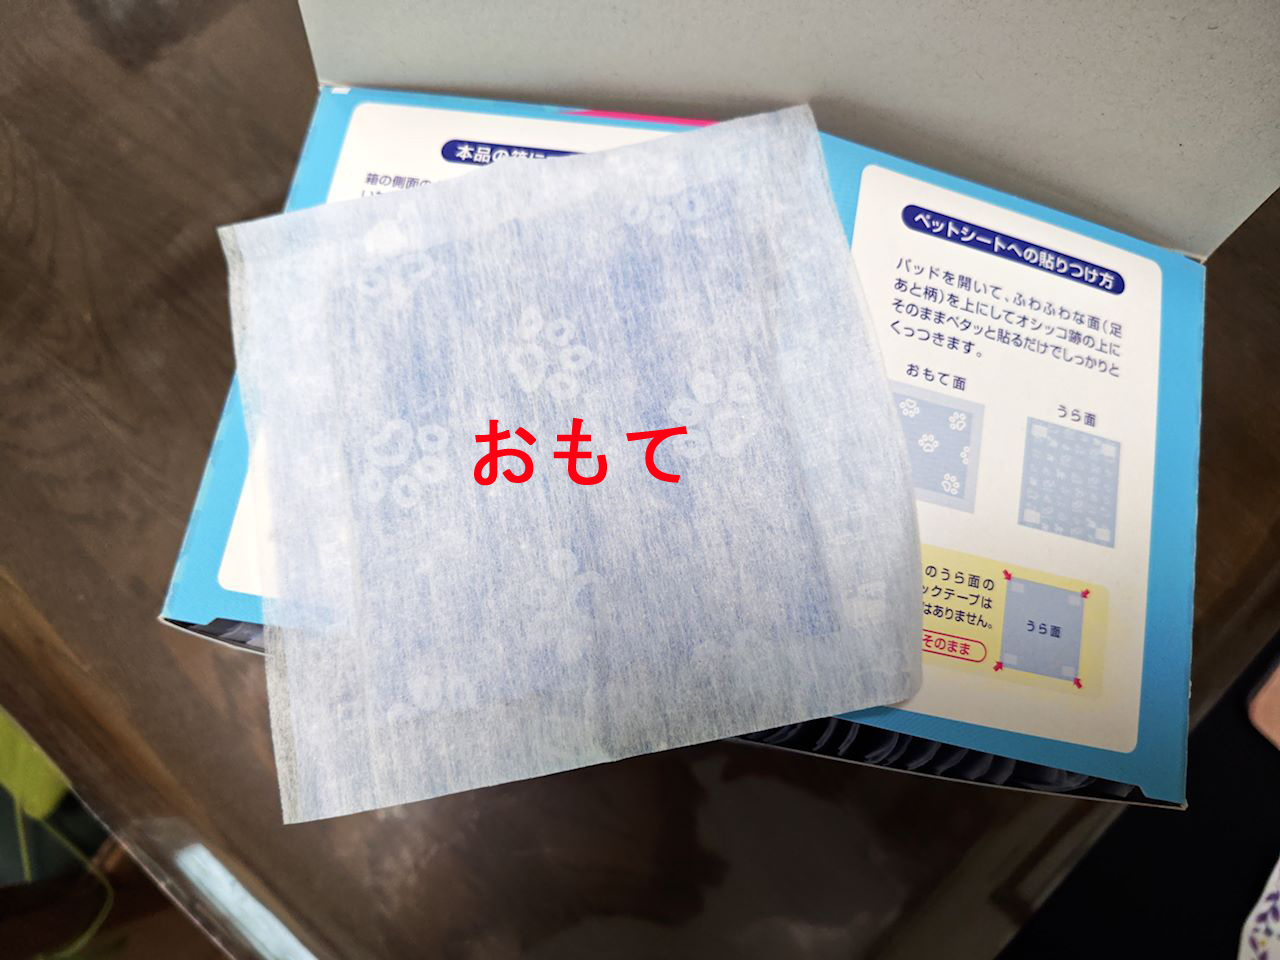 本品の箱に
箱の側面の
ペットシートへの貼りつけ方
パッドを開いて、ふわふわな面(足
あと柄)を上にしてオシッコ跡の上に
そのままペタッと貼るだけでしっかりと
くっつきます。
おもて面
うら面
おもて
のうら面の
ックテープは
はありません。
そのまま
うら面